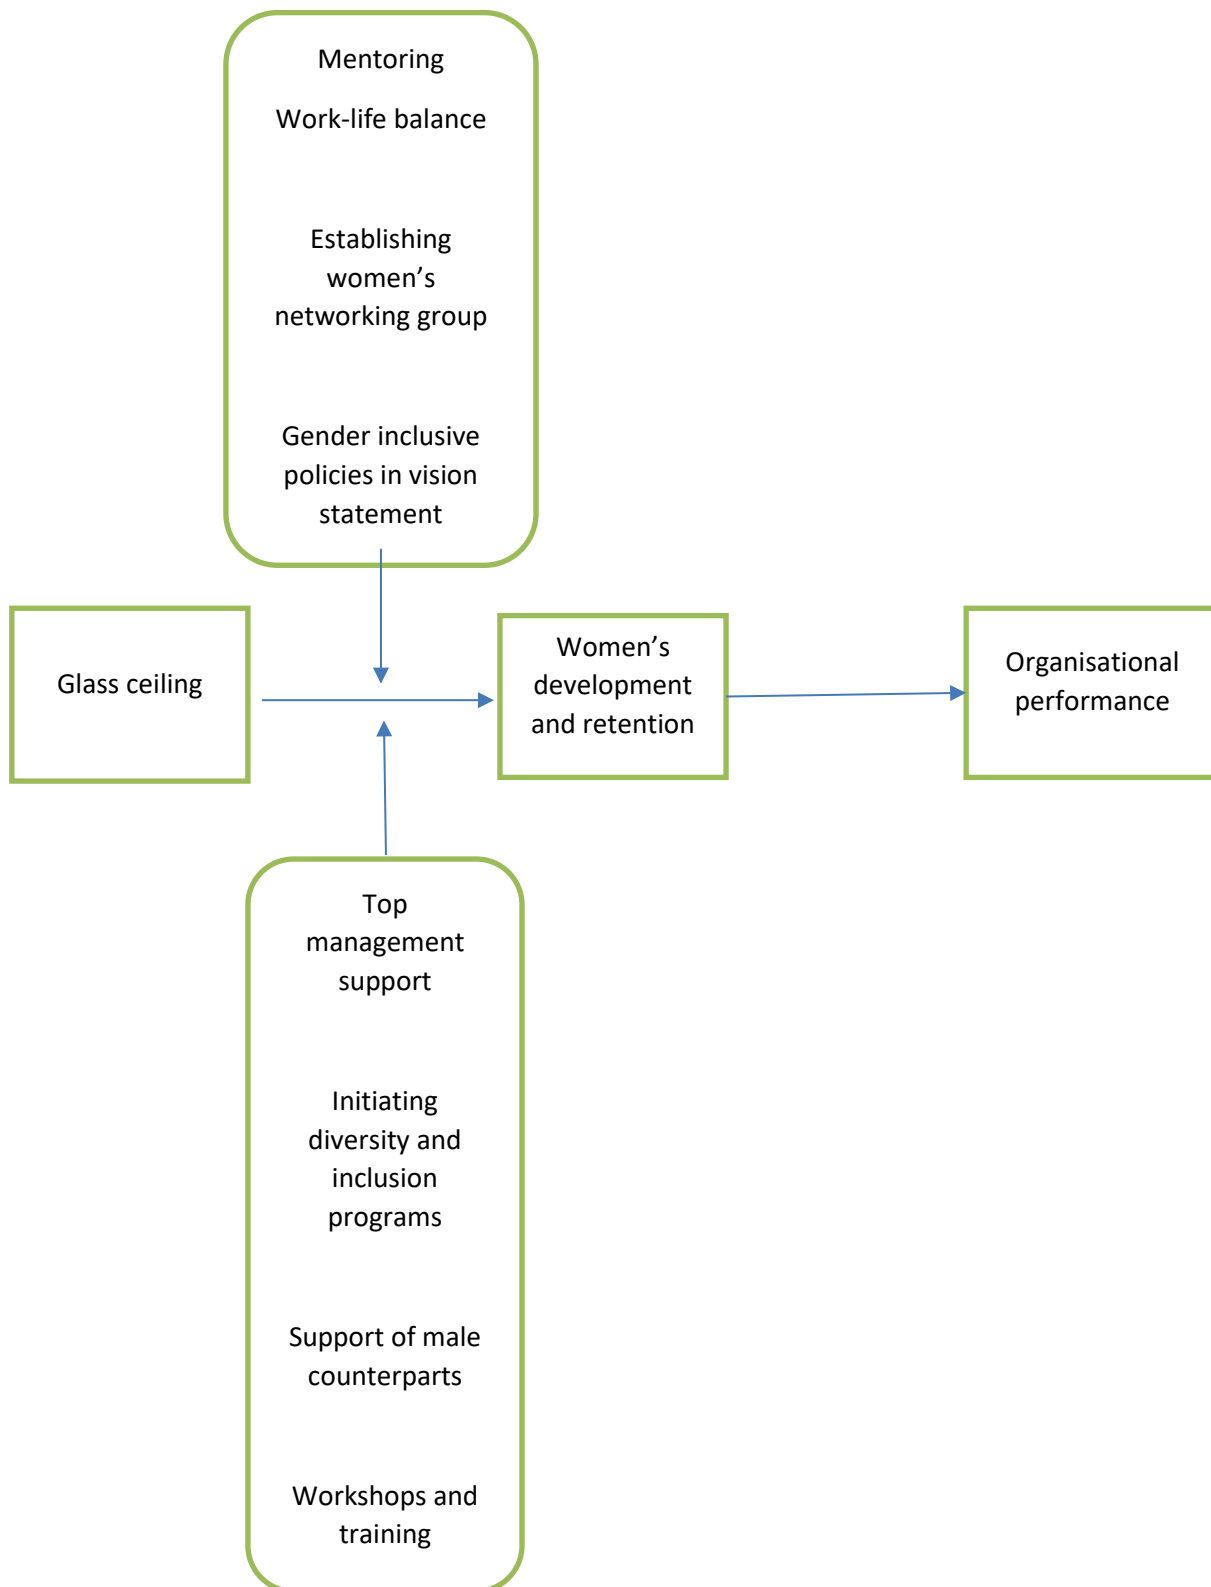 Mentoring
Work-life balance
Establishing
women’s
networking group
Gender inclusive
policies in vision
statement
Glass ceiling
Women’s
development
and retention
Organisational
performance
Top
management
support
Initiating
diversity and
inclusion
programs
Support of male
counterparts
Workshops and
training